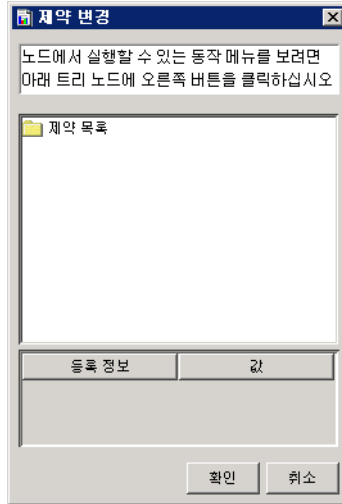 제약 변경
노드에서 실행할 수 있는 동작 메뉴를 보려면
아래 트리 노드에 오른쪽 버튼을 클릭하십시오
제약 목록
등록 정보 값
확인 취소